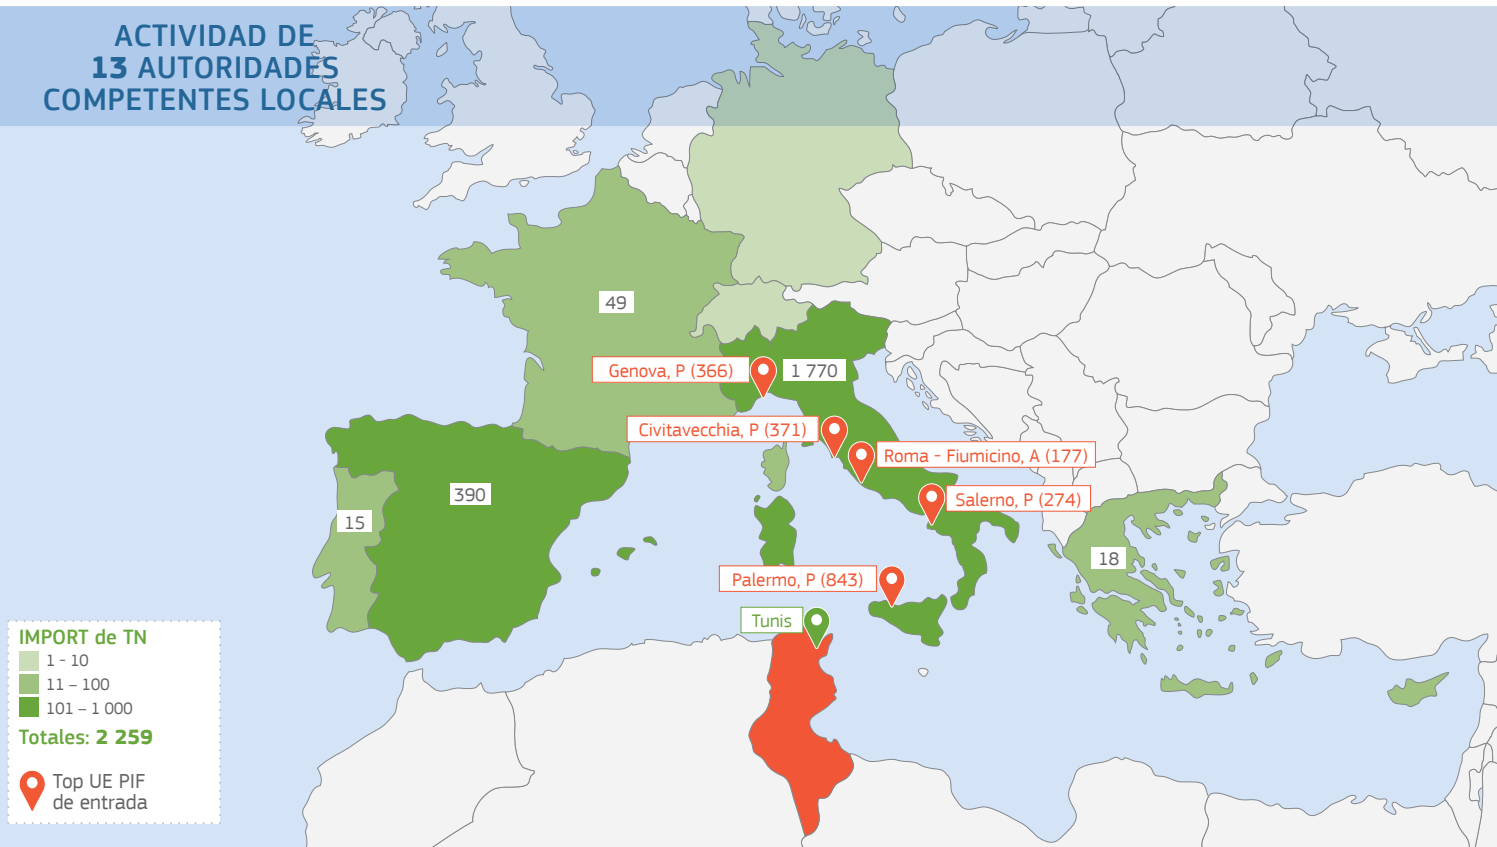 ACTIVIDAD DE
13 AUTORIDADES
COMPETENTES LOCALES
49
Genova, P (366)
1 770
Civitavecchia, P (371)
Roma - Fiumicino, A (177)
390
Salerno, P (274)
15
18
Palermo, P (843)
Tunis
IMPORT de TN
1 - 10
11 – 100
101 – 1 000
Totales: 2 259
Top UE PIF
de entrada